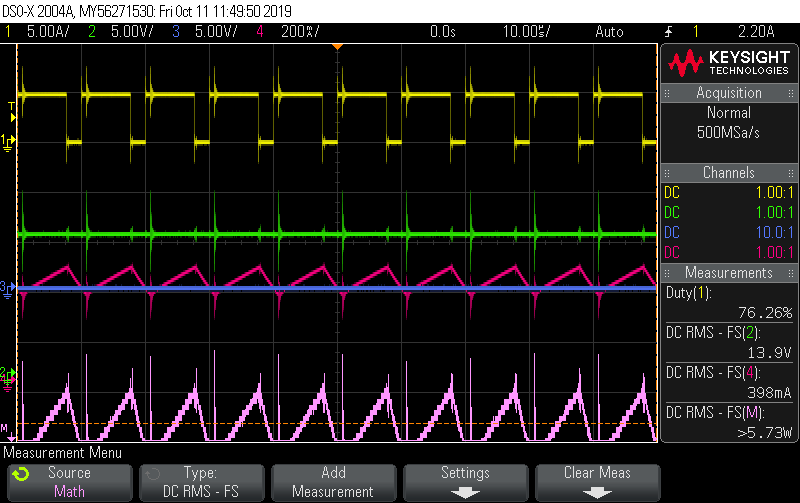 DSO-X 2004A, MY56271530: Fri Oct 11 11:49:50 2019
1 5.00A/ 2 5.00V/ 3 5.00V/ 4 200mA/ 0.0s 10.00us/ Auto 1 2.20A
KEYSIGHT
TECHNOLOGIES
Acquisition
Normal
500MSa/s
Channels
DC 1.00:1
DC 1.00:1
DC 10.0:1
DC 1.00:1
Measurements
Duty(1):
76.26%
DC RMS - FS(2):
13.9V
DC RMS - FS(4):
398mA
DC RMS - FS(M):
>5.73W
T
1
3
2
M
Measurement Menu
Source
Math
Type:
DC RMS - FS
Add
Measurement
Settings
Clear Meas